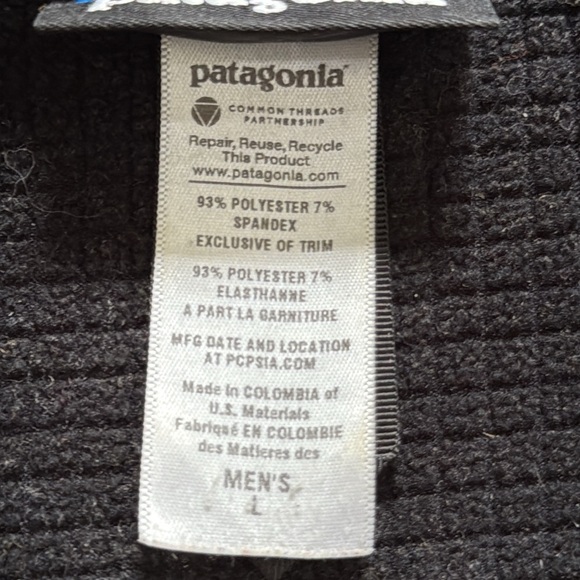 patagonia
COMMON THREADS
PARTNERSHIP
Repair, Reuse, Recycle
This Product
www.patagonia.com
93% POLYESTER 7%
SPANDEX
EXCLUSIVE OF TRIM
93% POLYESTER 7%
ELASTHANNE
A PART LA GARNITURE
MFG DATE AND LOCATION
AT PCPSIA.COM
Made in COLOMBIA of
U.S. Materials
Fabriqué EN COLOMBIE
des Matieres des
MEN'S
L